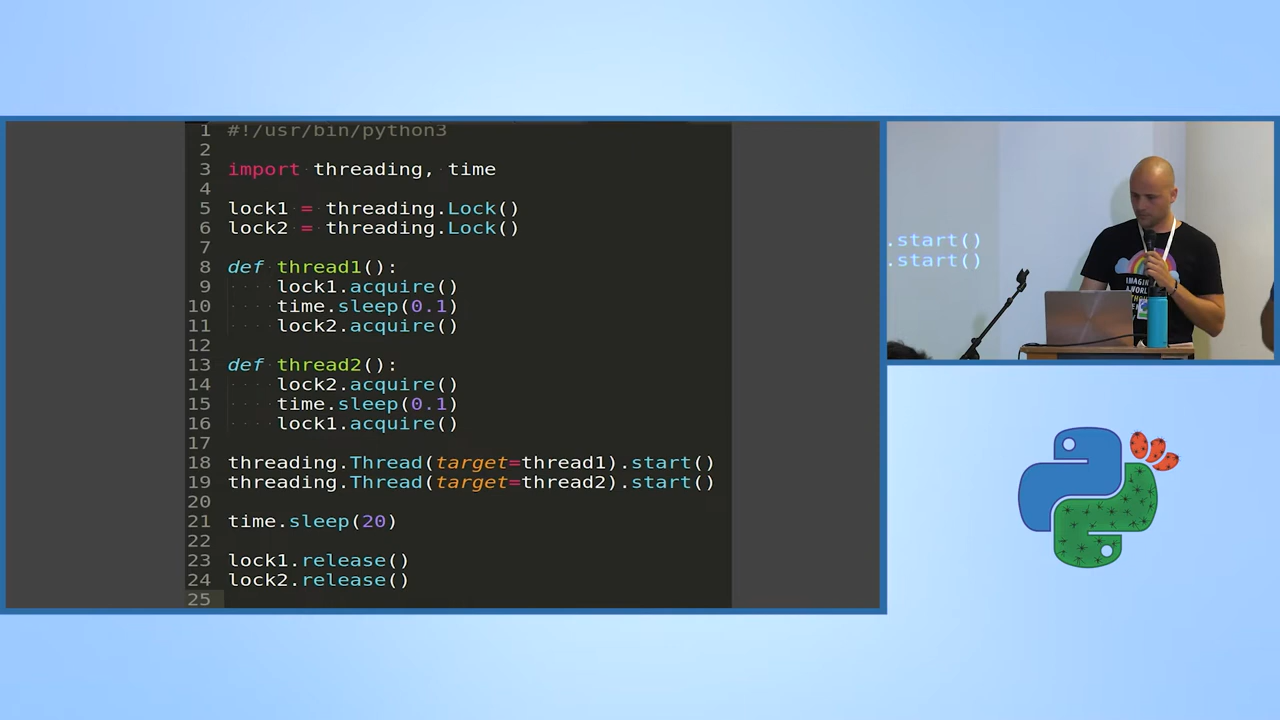 1 #!/usr/bin/python3
2
3 import threading, time
4
5 lock1 = threading.Lock()
6 lock2 = threading.Lock()
7
8 def thread1():
9     lock1.acquire()
10     time.sleep(0.1)
11     lock2.acquire()
12
13 def thread2():
14     lock2.acquire()
15     time.sleep(0.1)
16     lock1.acquire()
17
18 threading.Thread(target=thread1).start()
19 threading.Thread(target=thread2).start()
20
21 time.sleep(20)
22
23 lock1.release()
24 lock2.release()
25
.start()
.start()
IMAGIN
A WORL